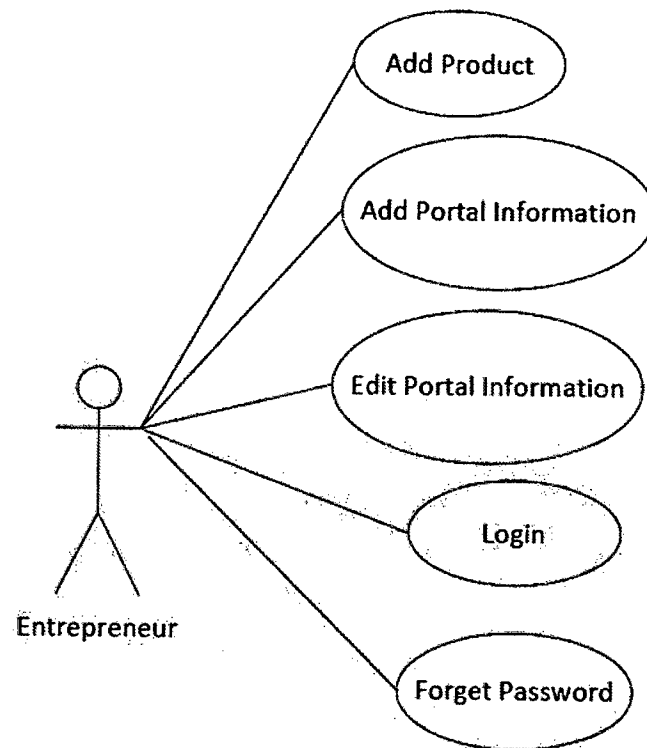 Add Product
Add Portal Information
Edit Portal Information
Login
Entrepreneur
Forget Password